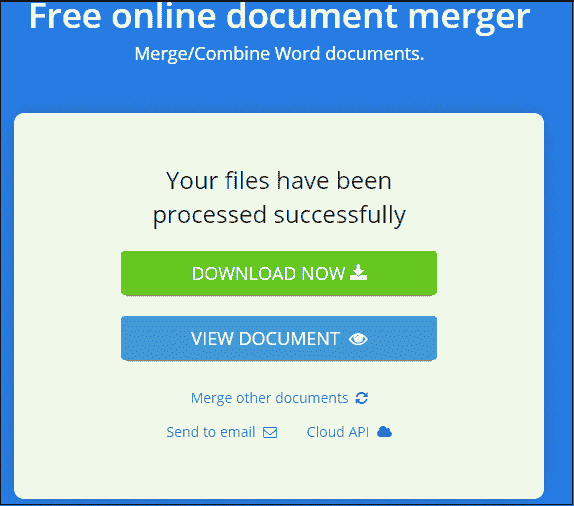 Free online document merger
Merge/Combine Word documents.
Your files have been
processed successfully
DOWNLOAD NOW
VIEW DOCUMENT
Merge other documents
Send to email Cloud API